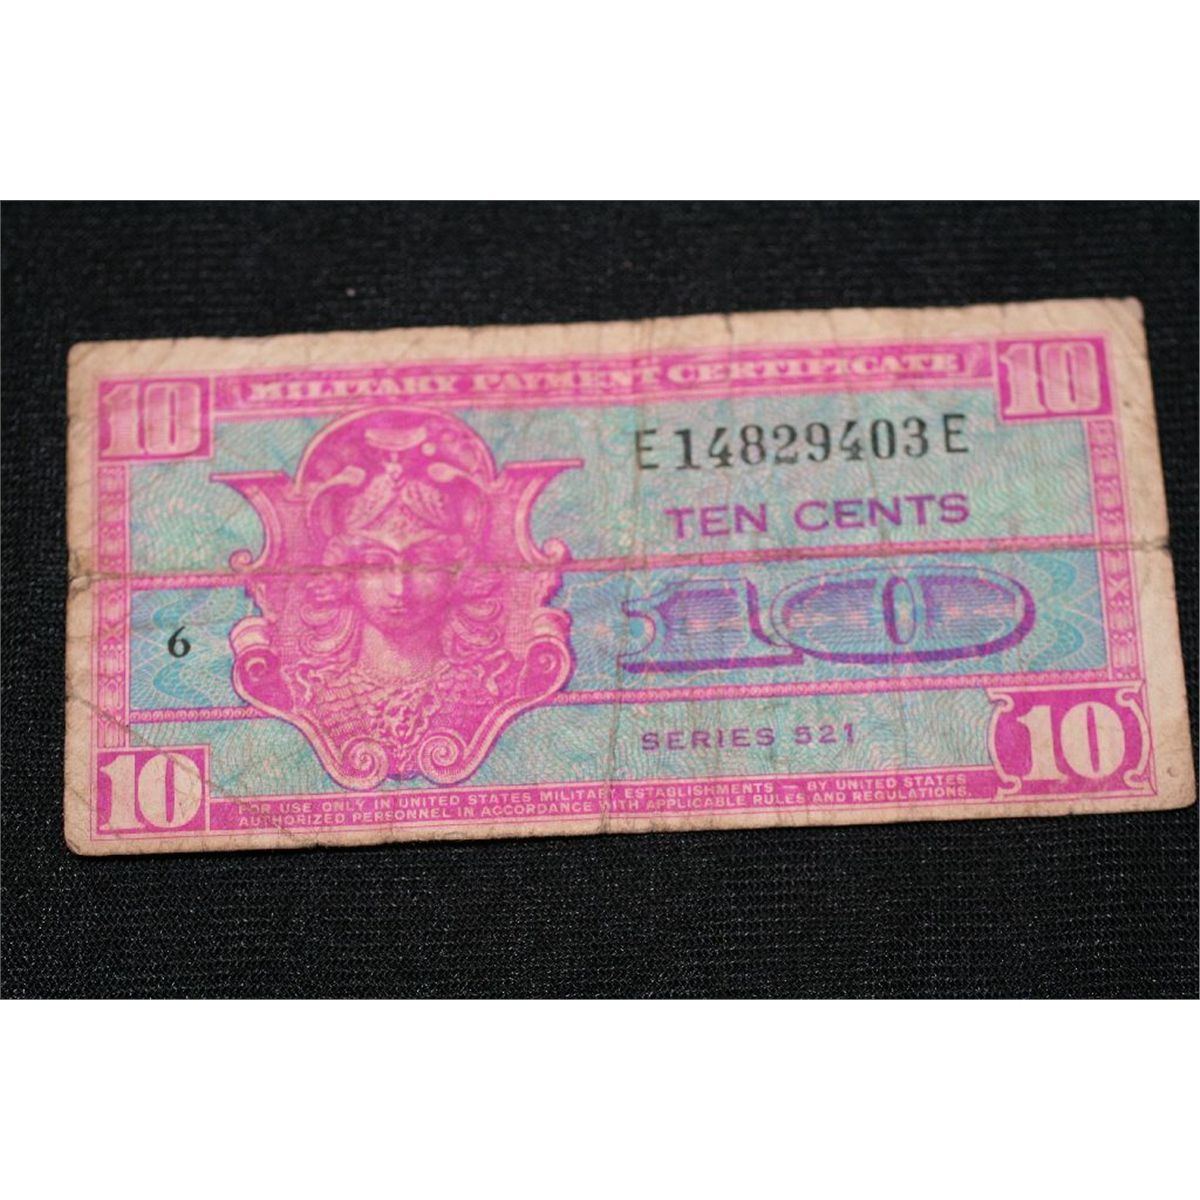 10 MILITARY PAYMENT CERTIFICATE 10
E14829403E
TEN CENTS
6
10
SERIES 521
10
10
FOR USE ONLY IN UNITED STATES MILITARY ESTABLISHMENTS — BY UNITED STATES
AUTHORIZED PERSONNEL IN ACCORDANCE WITH APPLICABLE RULES AND REGULATIONS.